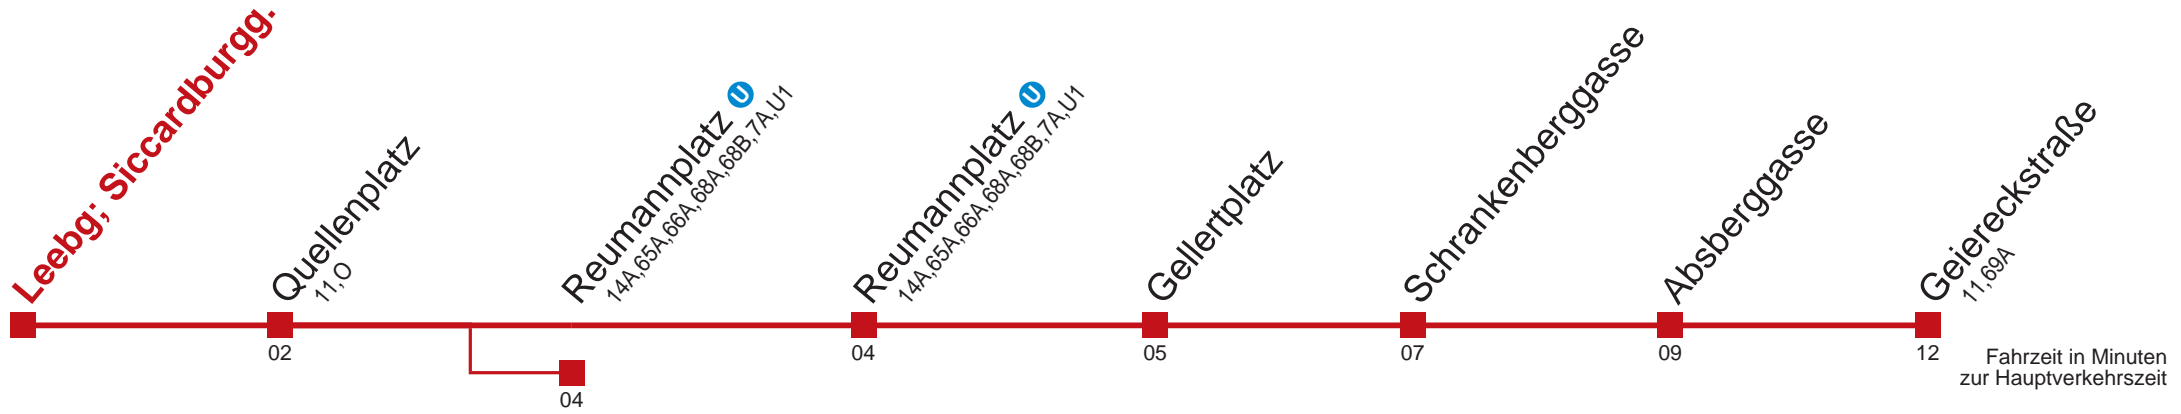 Leebg; Siccardburgg.
Quellenplatz
11,O
Reumannplatz U
14A,65A,66A,68A,68B,7A,U1
Reumannplatz U
14A,65A,66A,68A,68B,7A,U1
Gellertplatz
Schrankenberggasse
Absberggasse
Geiereckstraße
11,69A
02
04
04
05
07
09
12
Fahrzeit in Minuten
zur Hauptverkehrszeit